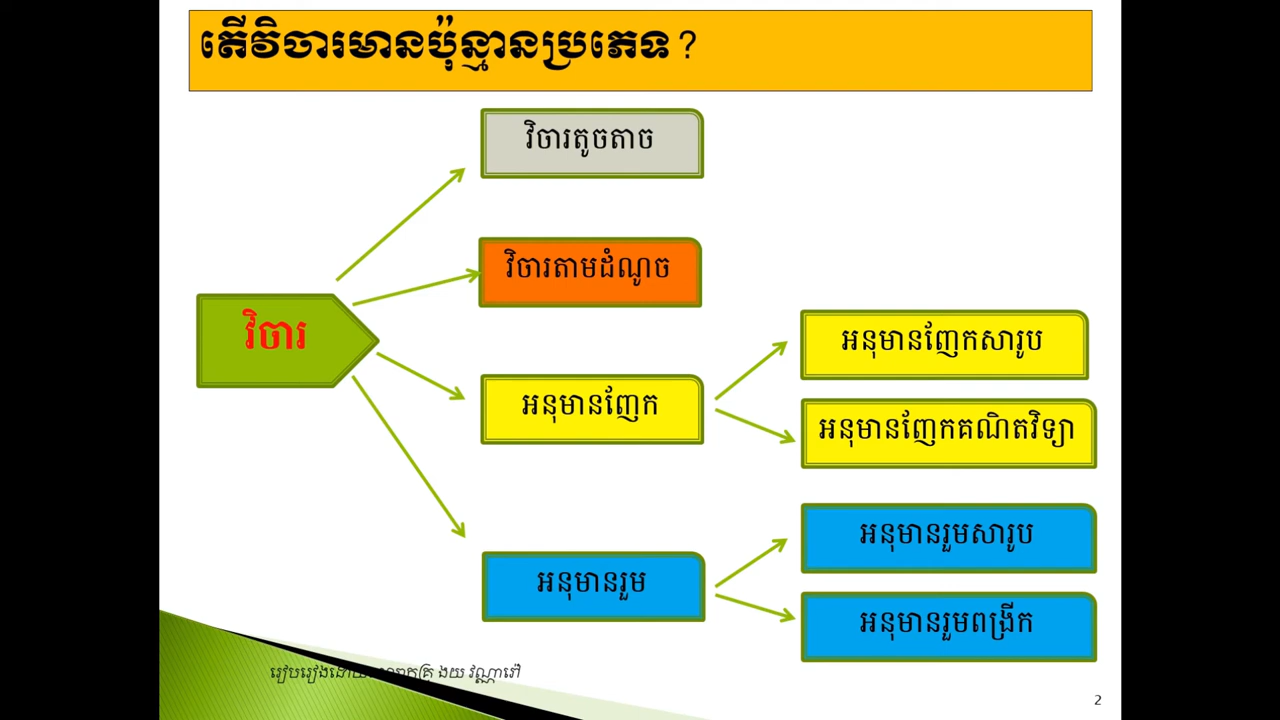 តើវិចារមានប៉ុន្មានប្រភេទ ?
វិចារតូចតាច
វិចារតាមដំណូច
វិចារ
អនុមានញែកសារូប
អនុមានញែក
អនុមានញែកគណិតវិទ្យា
អនុមានរួមសារូប
អនុមានរួម
អនុមានរួមពង្រីក
រៀបរៀងដោយ ងយ វណ្ណារៅ
2